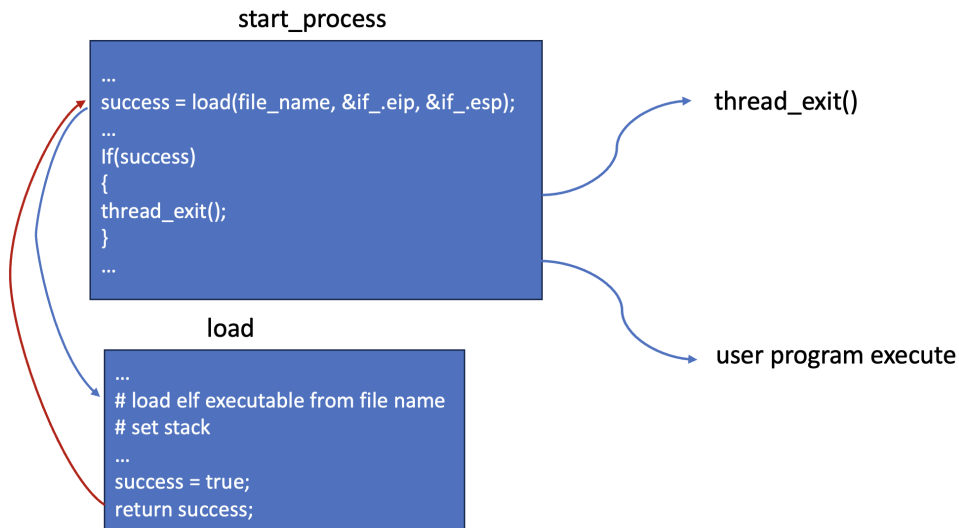 start_process
...
success = load(file_name, &if_.eip, &if_.esp);
...
If(success)
{
thread_exit();
}
...
thread_exit()
user program execute
load
...
# load elf executable from file name
# set stack
...
success = true;
return success;